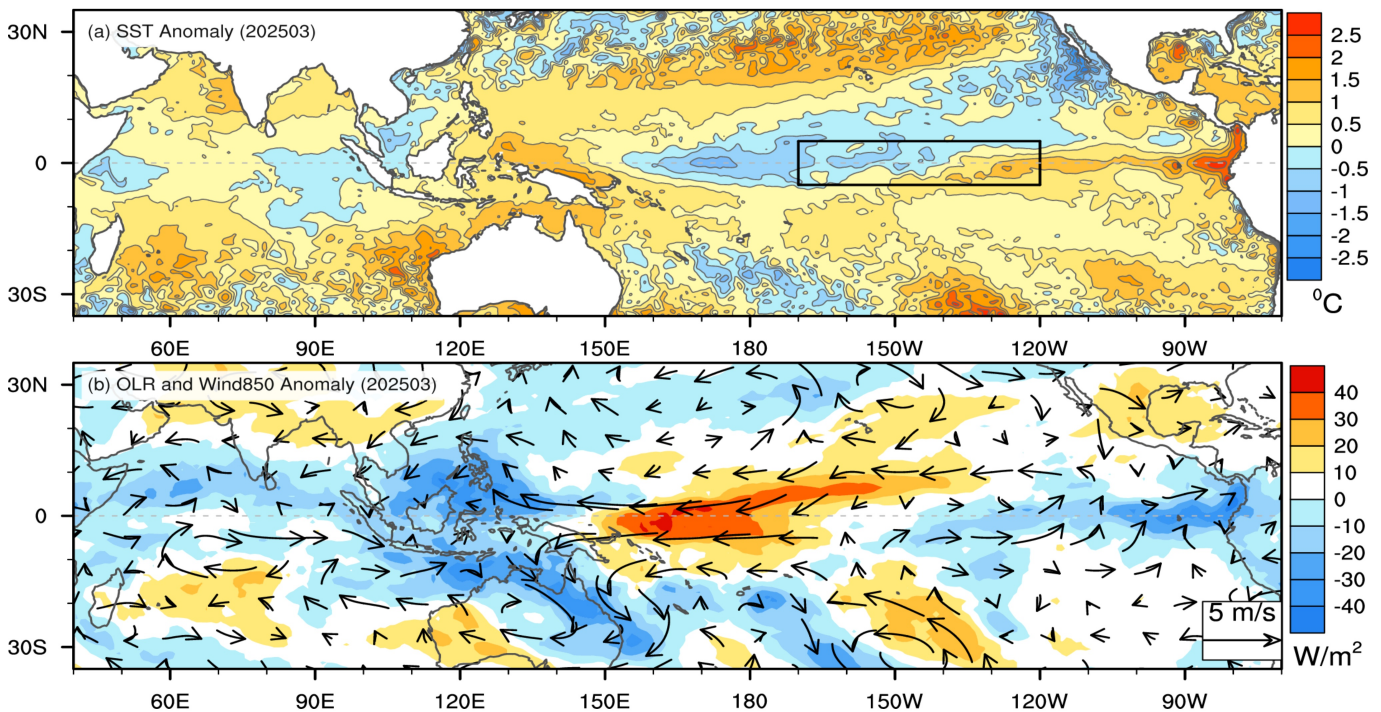 (a) SST Anomaly (202503)
30N
0
30S
60E
90E
120E
150E
180
150W
120W
90W
2.5
2
1.5
1
0.5
0
-0.5
-1
-1.5
-2
-2.5
⁰C
(b) OLR and Wind850 Anomaly (202503)
30N
0
30S
60E
90E
120E
150E
180
150W
120W
90W
5 m/s
40
30
20
10
0
-10
-20
-30
-40
W/m²